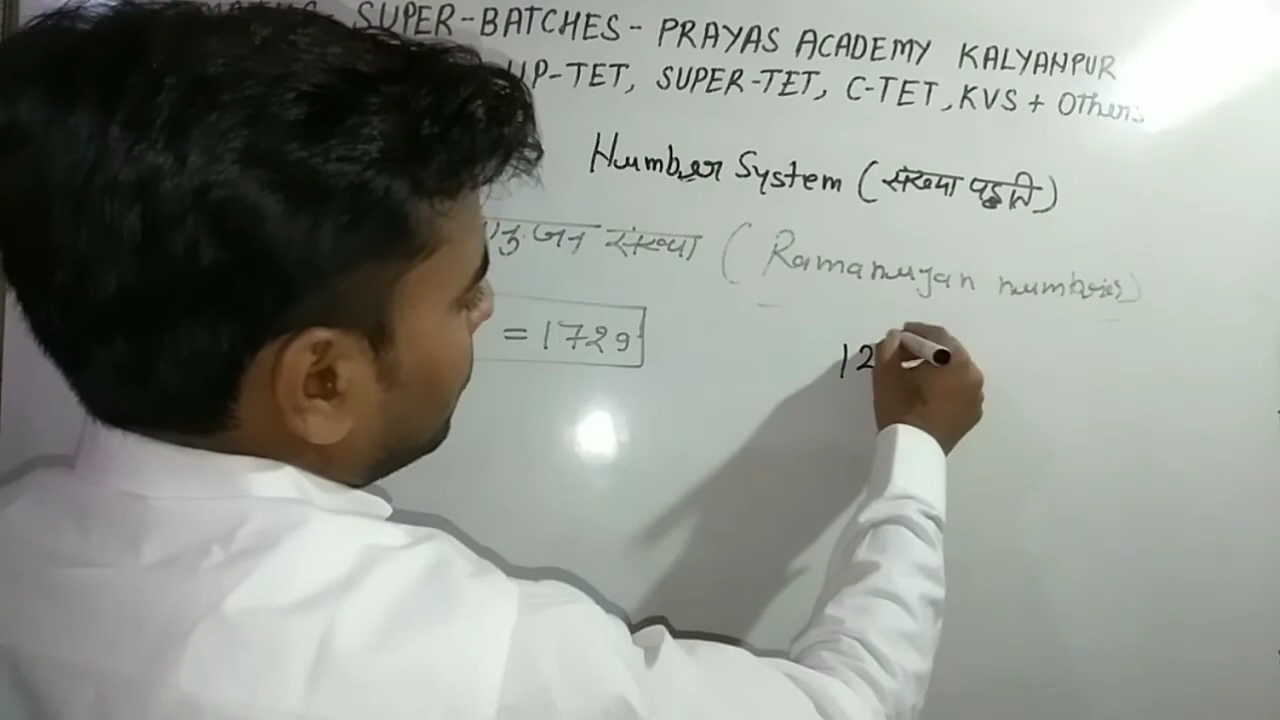 SUPER-BATCHES - PRAYAS ACADEMY KALYANPUR
UP-TET, SUPER-TET, C-TET, KVS + Others
Number System (संख्या पद्धति)
संख्या (Ramanujan numbers)
= 1729
12